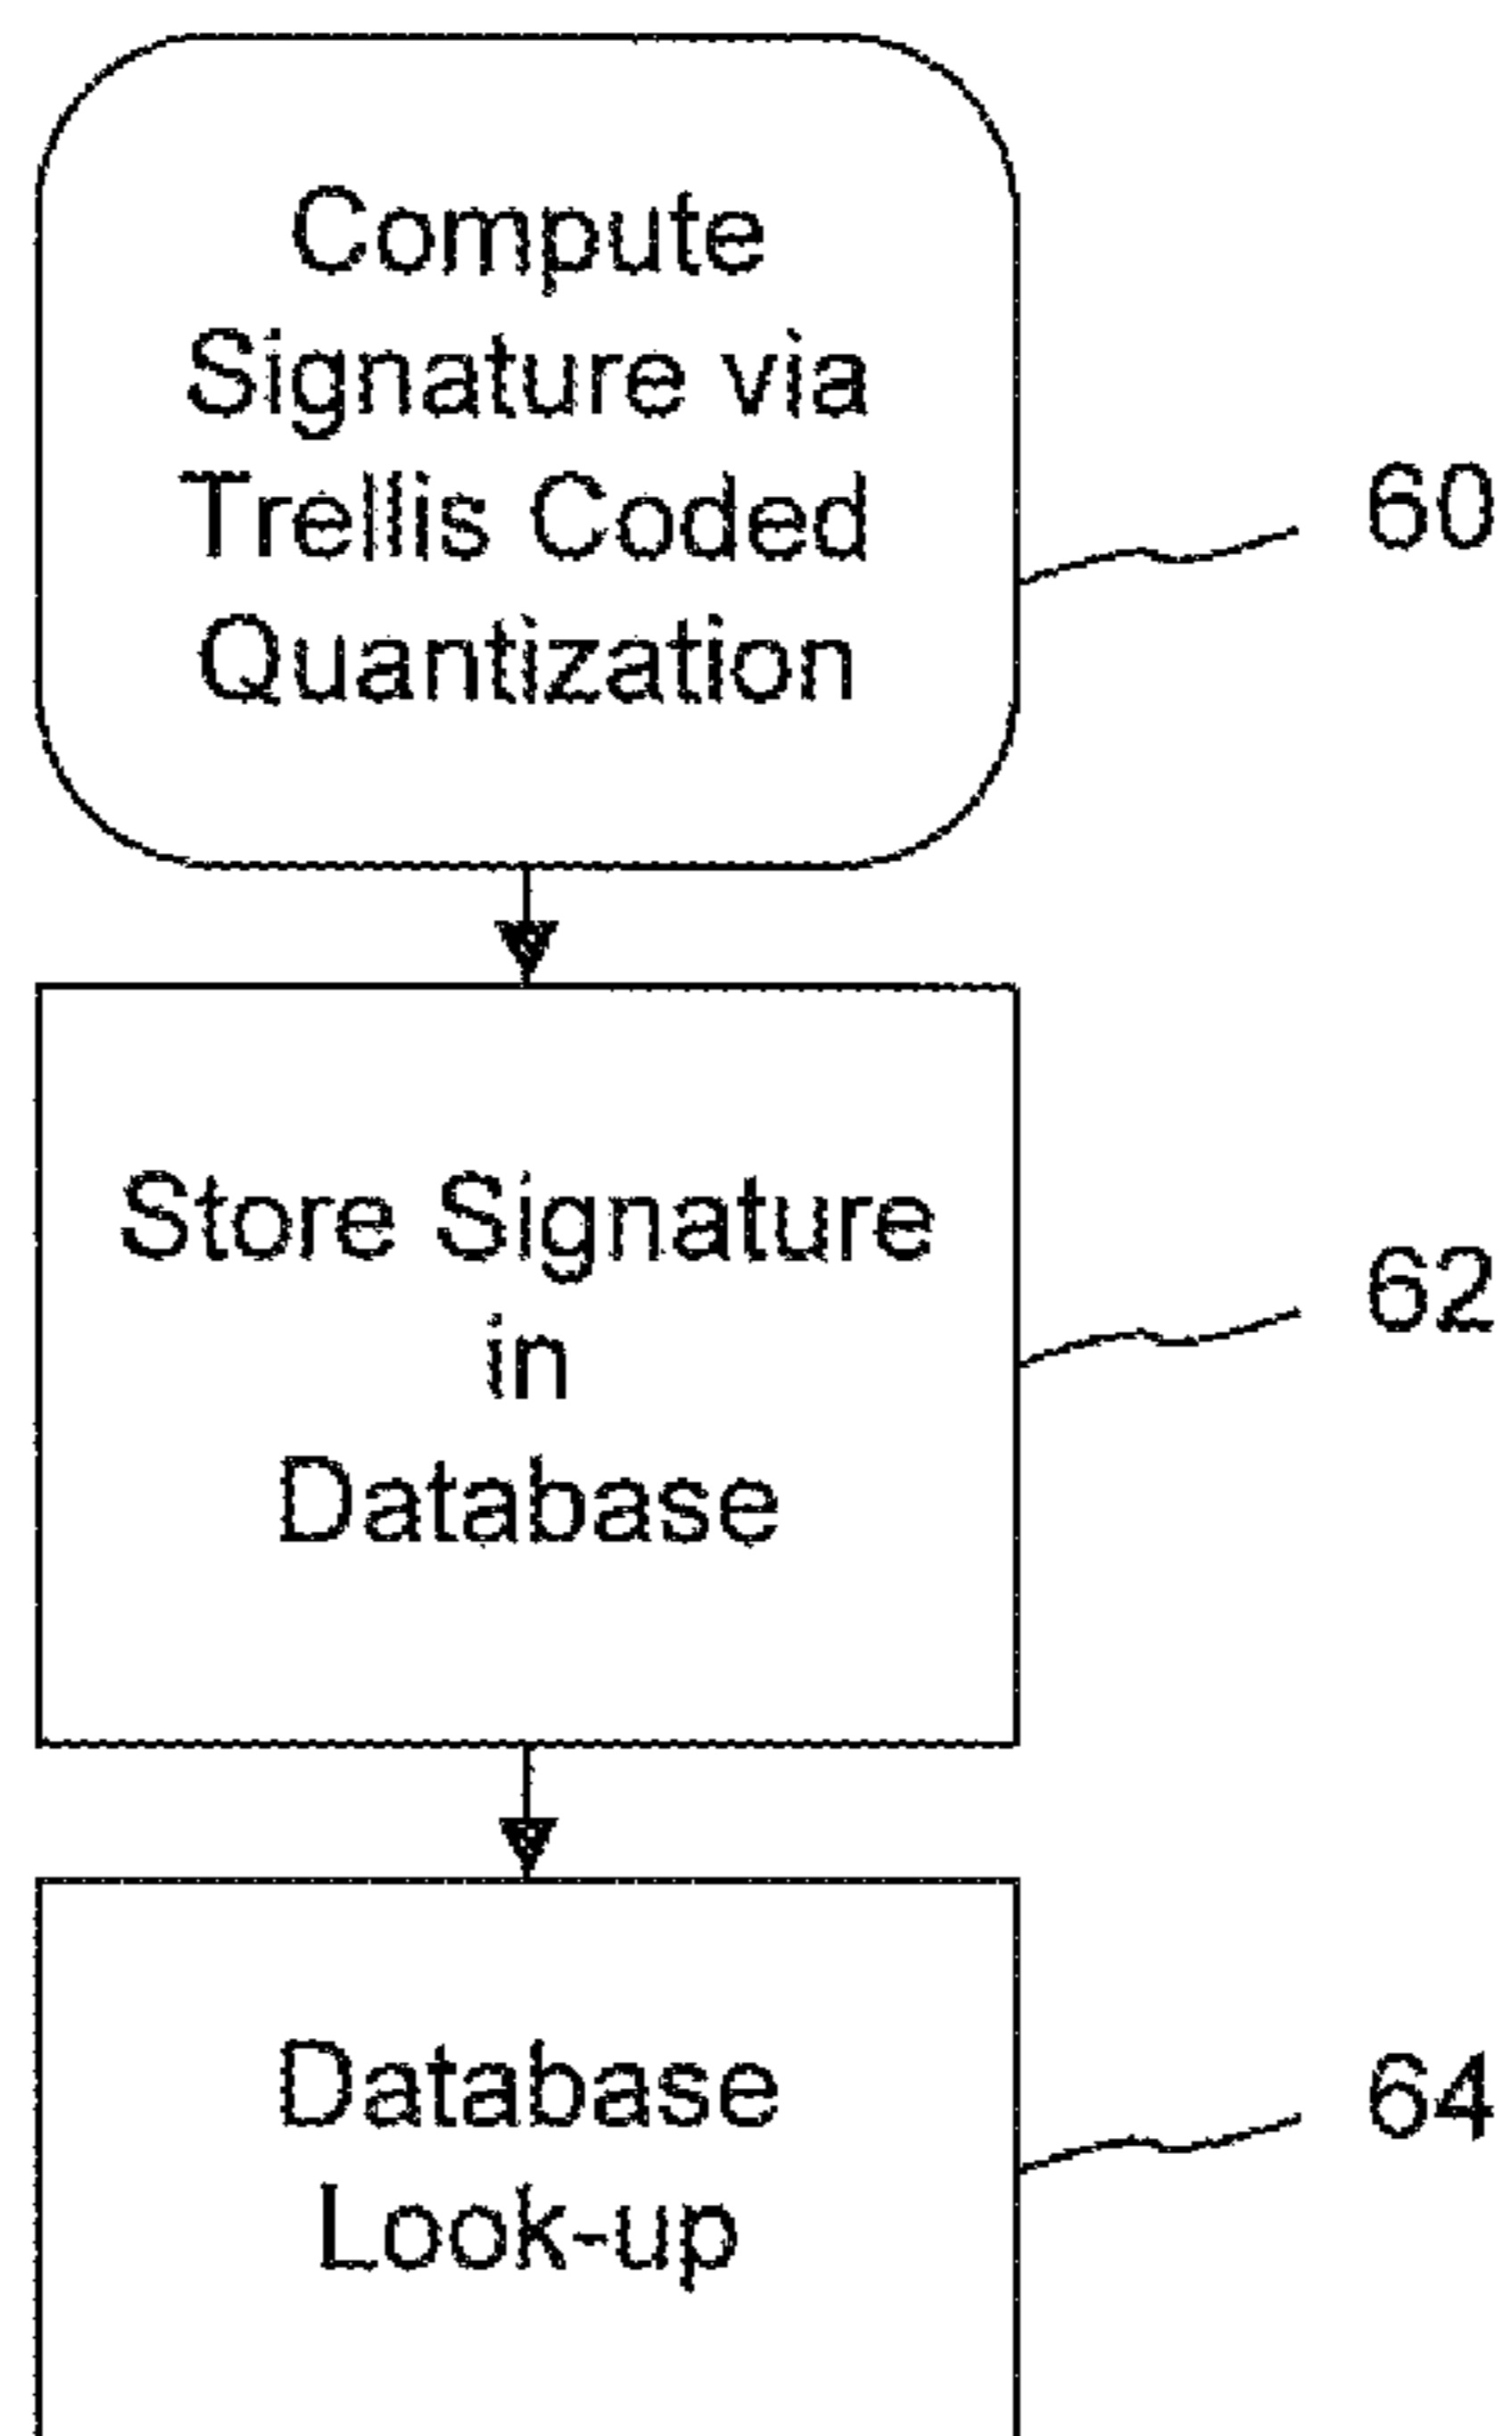 Compute
Signature via
Trellis Coded
Quantization
60
Store Signature
in
Database
62
Database
Look-up
64